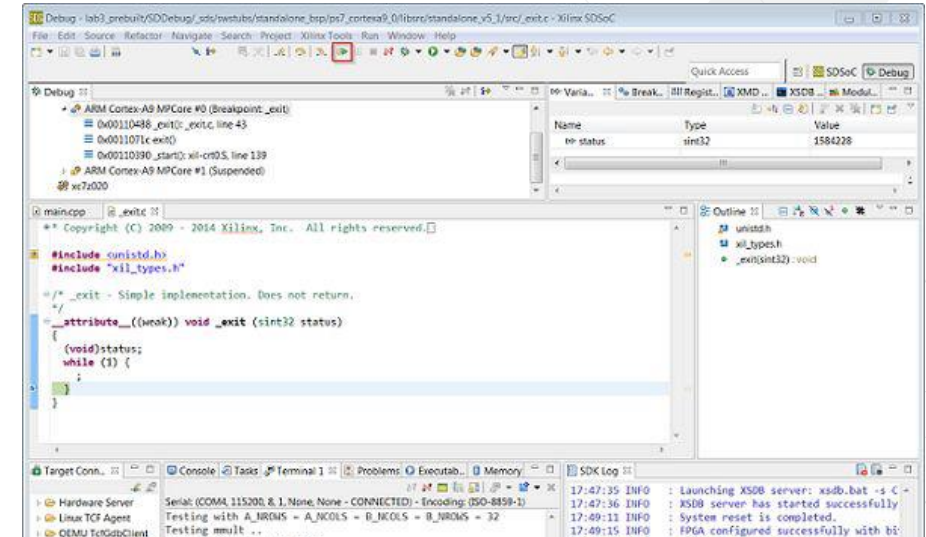 Debug - lab3_prebuilt/SDDebug/_sds/swstubs/standalone_bsp/ps7_cortexa9_0/libsrc/standalone_v5_1/src/_exit.c - Xilinx SDSoC
File Edit Source Refactor Navigate Search Project Xilinx Tools Run Window Help
Quick Access SDSoC Debug
Debug
ARM Cortex-A9 MPCore #0 (Breakpoint: _exit)
0x00110438 _exit(): _exit.c, line 43
0x0011071c exit()
0x00110390 _start(): xil-crt0.S, line 139
ARM Cortex-A9 MPCore #1 (Suspended)
xc7z020
Varia... Break... Regist... XMD ... XSDB ... Modul...
Name Type Value
status sint32 1584228
main.cpp _exit.c
* Copyright (C) 2009 - 2014 Xilinx, Inc. All rights reserved.
#include <unistd.h>
#include "xil_types.h"
/* _exit - Simple implementation. Does not return.
*/
__attribute__((weak)) void _exit (sint32 status)
{
(void)status;
while (1) {
;
}
}
Outline
unistd.h
xil_types.h
_exit(sint32) : void
Target Conn...
Hardware Server
Linux TCF Agent
QEMU TcfGdbClient
Console Tasks Terminal 1 Problems Executab... Memory
Serial: (COM4, 115200, 8, 1, None, None - CONNECTED) - Encoding: (ISO-8859-1)
Testing with A_NROWS = A_NCOLS = B_NCOLS = B_NROWS = 32
Testing mmult ..
SDK Log
17:47:35 INFO : Launching XSDB server: xsdb.bat -s C
17:47:36 INFO : XSDB server has started successfully
17:49:11 INFO : System reset is completed.
17:49:15 INFO : FPGA configured successfully with bi